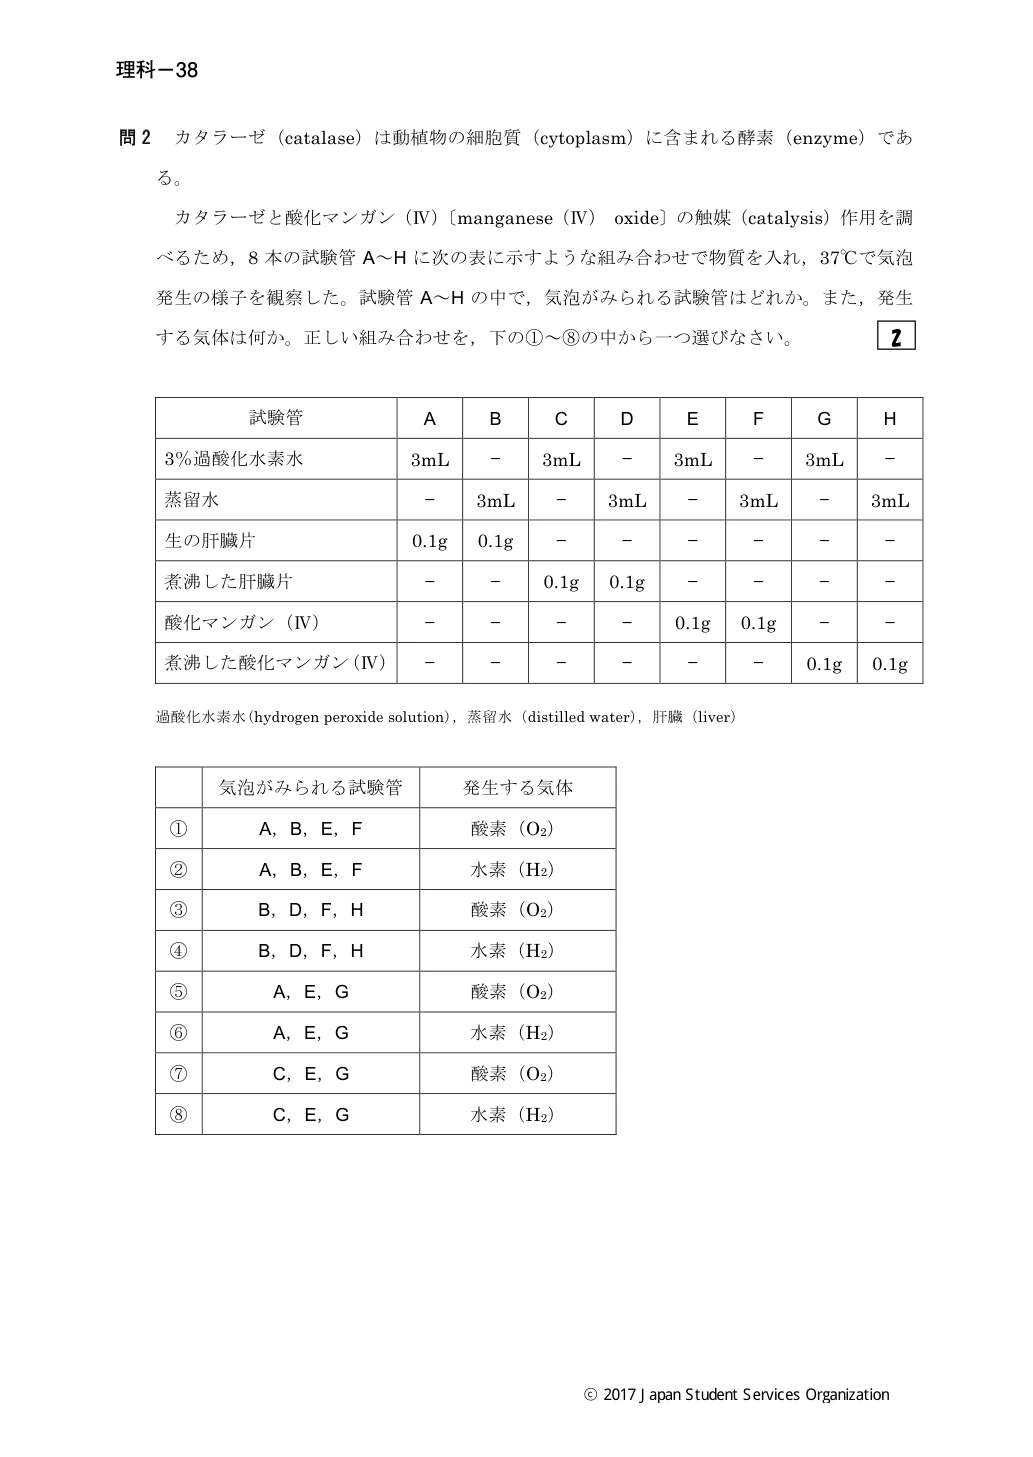 理科－38
問2　カタラーゼ（catalase）は動植物の細胞質（cytoplasm）に含まれる酵素（enzyme）であ
る。
カタラーゼと酸化マンガン（Ⅳ）〔manganese（Ⅳ） oxide〕の触媒（catalysis）作用を調
べるため，8 本の試験管 A～H に次の表に示すような組み合わせで物質を入れ，37℃で気泡
発生の様子を観察した。試験管 A～H の中で，気泡がみられる試験管はどれか。また，発生
する気体は何か。正しい組み合わせを，下の①～⑧の中から一つ選びなさい。 2
試験管 A B C D E F G H
3％過酸化水素水 3mL － 3mL － 3mL － 3mL －
蒸留水 － 3mL － 3mL － 3mL － 3mL
生の肝臓片 0.1g 0.1g － － － － － －
煮沸した肝臓片 － － 0.1g 0.1g － － － －
酸化マンガン（Ⅳ） － － － － 0.1g 0.1g － －
煮沸した酸化マンガン（Ⅳ） － － － － － － 0.1g 0.1g
過酸化水素水（hydrogen peroxide solution），蒸留水（distilled water），肝臓（liver）
気泡がみられる試験管 発生する気体
① A，B，E，F 酸素（O₂）
② A，B，E，F 水素（H₂）
③ B，D，F，H 酸素（O₂）
④ B，D，F，H 水素（H₂）
⑤ A，E，G 酸素（O₂）
⑥ A，E，G 水素（H₂）
⑦ C，E，G 酸素（O₂）
⑧ C，E，G 水素（H₂）
© 2017 Japan Student Services Organization